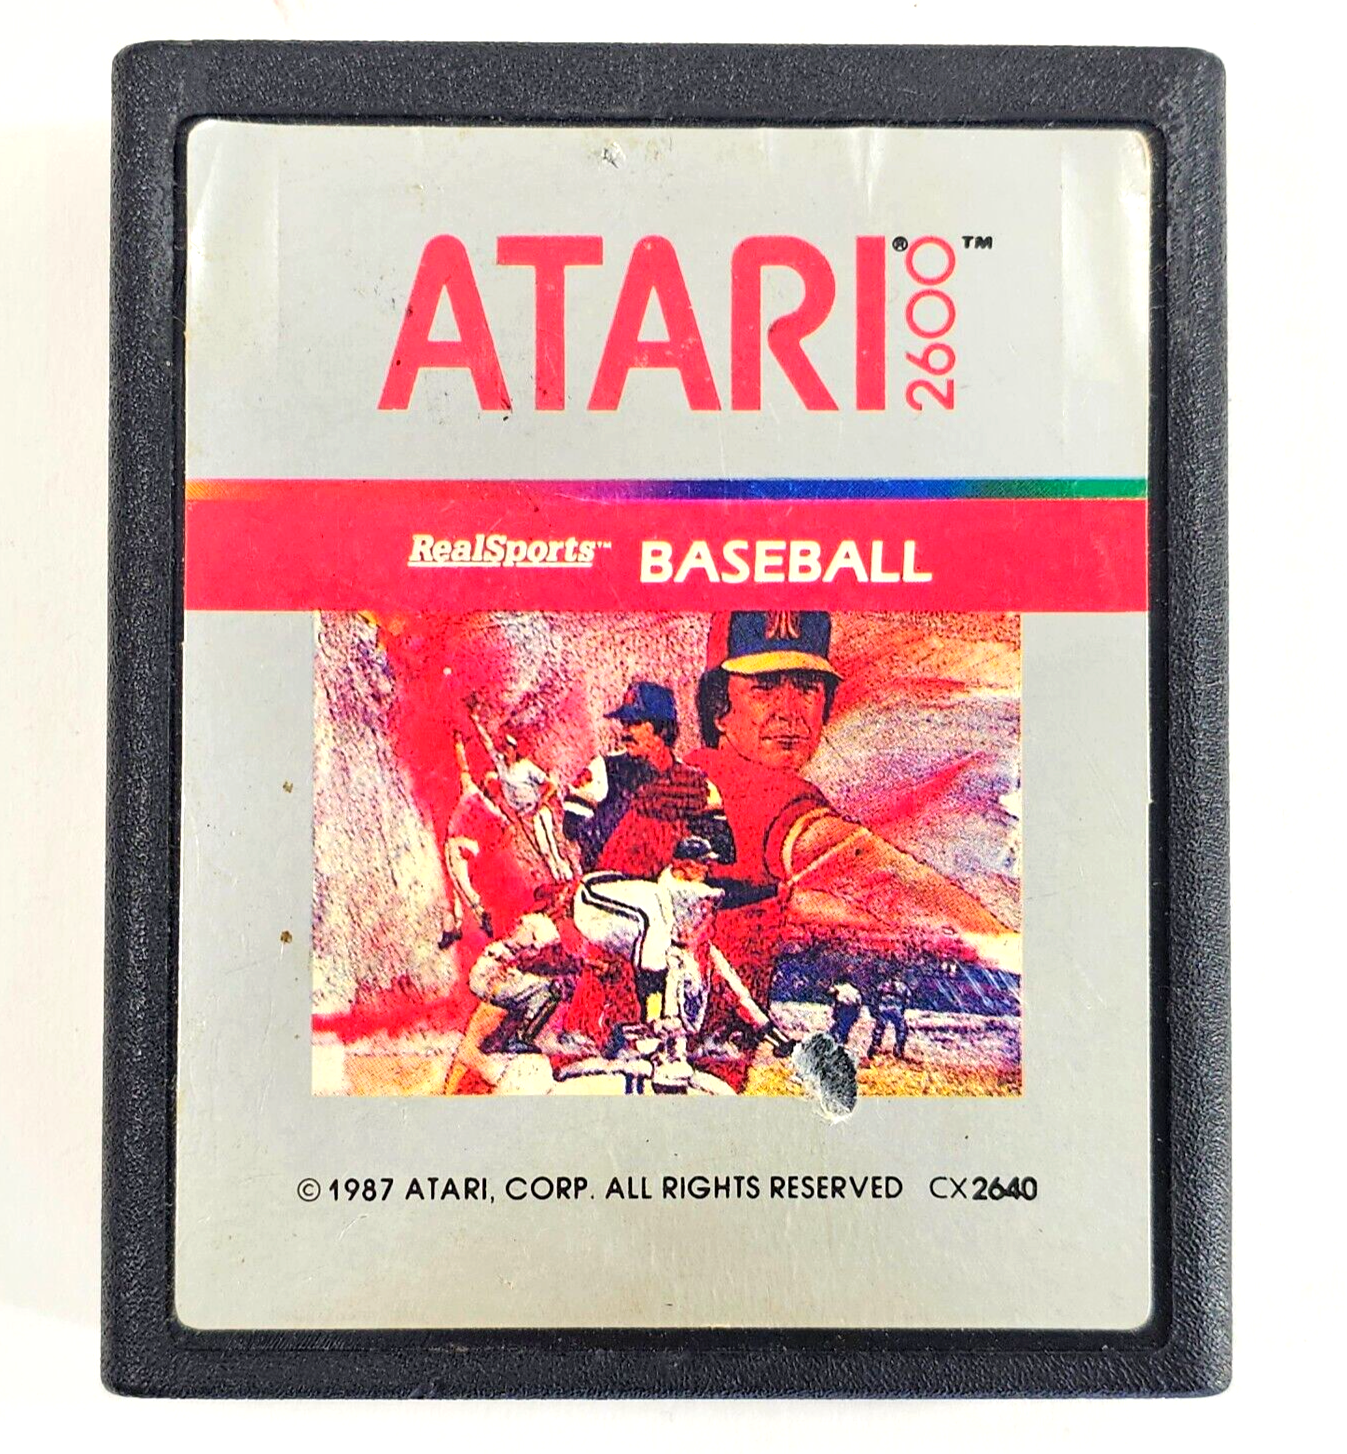 ATARI® 2600™
RealSports™ BASEBALL
© 1987 ATARI, CORP. ALL RIGHTS RESERVED CX2640